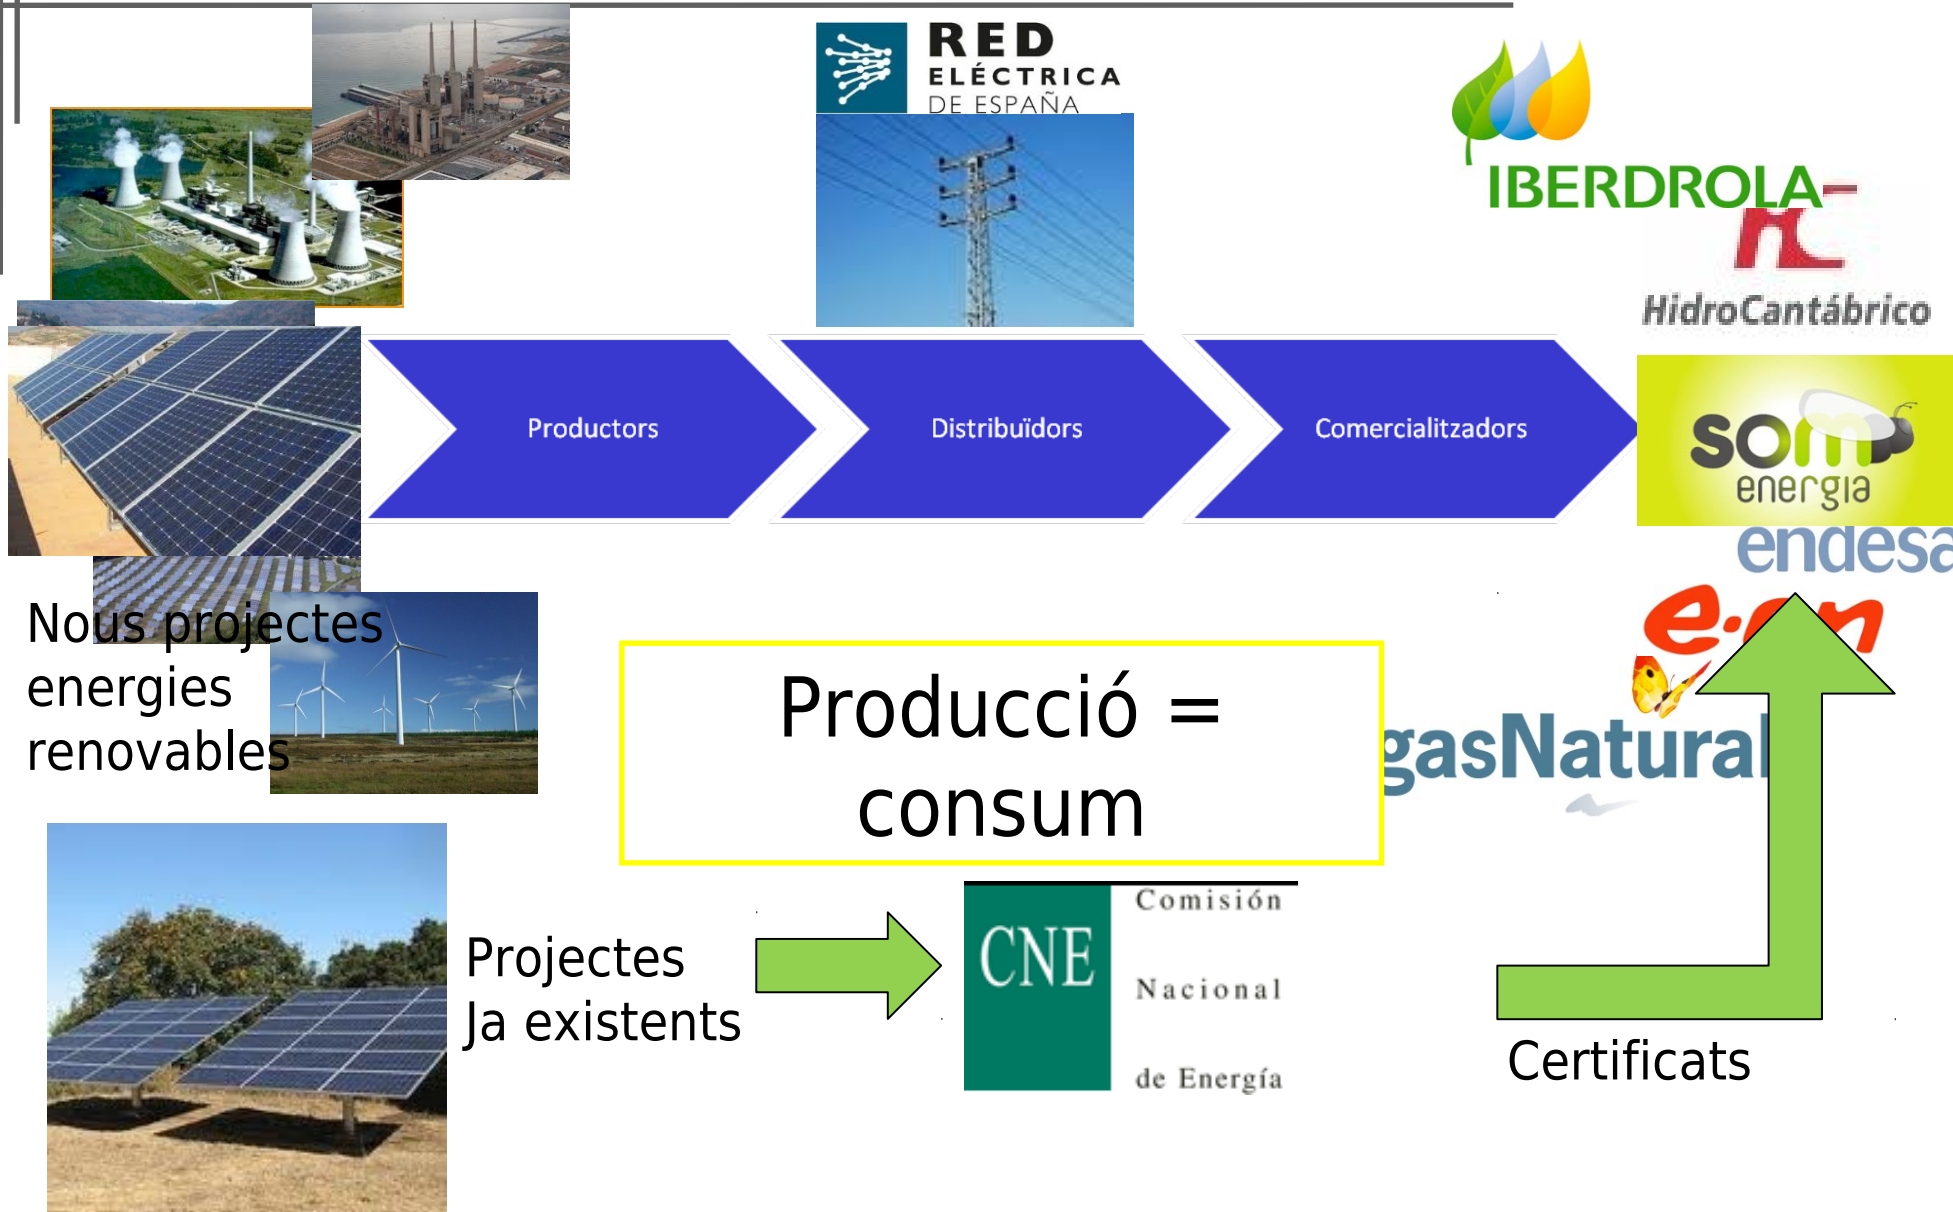 RED
ELÉCTRICA
DE ESPAÑA
IBERDROLA
HidroCantábrico
Productors
Distribuïdors
Comercialitzadors
som
energia
endesa
e·on
Nous projectes
energies
renovables
Producció =
consum
gasNatural
Projectes
Ja existents
CNE
Comisión
Nacional
de Energía
Certificats